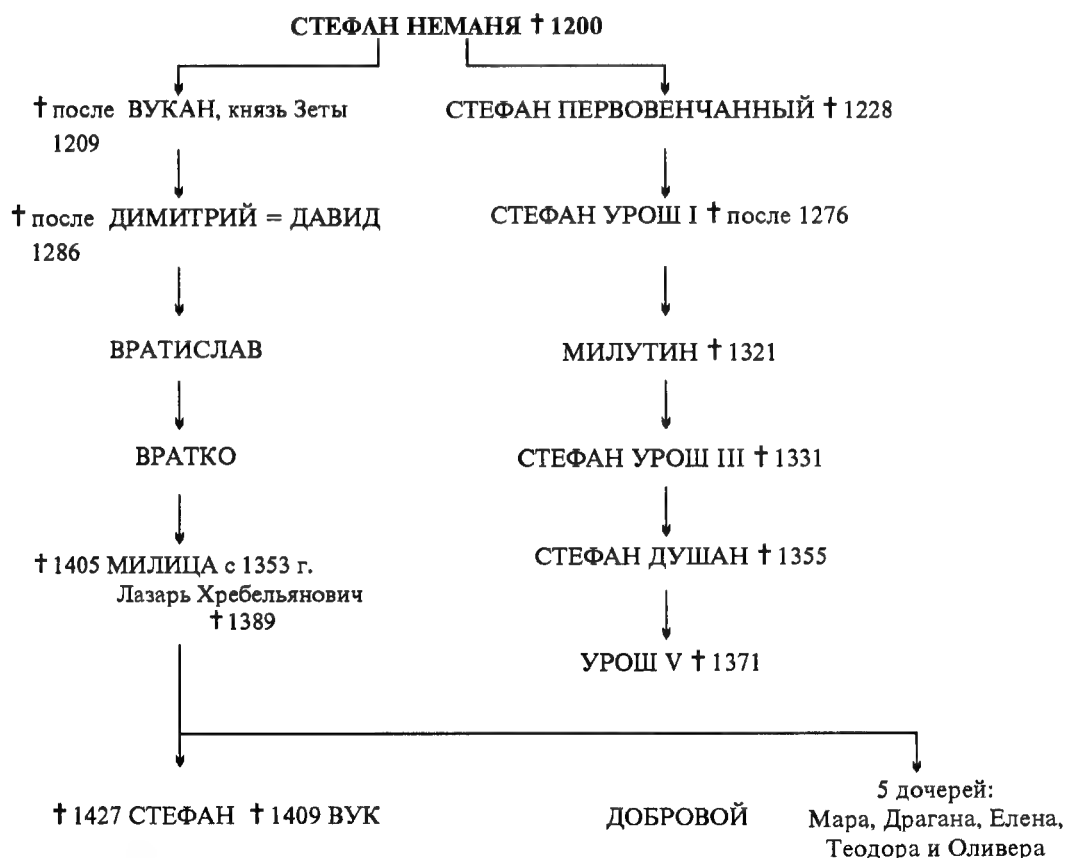 СТЕФАН НЕМАНЯ † 1200
† после ВУКАН, князь Зеты
1209
СТЕФАН ПЕРВОВЕНЧАННЫЙ † 1228
† после ДИМИТРИЙ = ДАВИД
1286
СТЕФАН УРОШ I † после 1276
ВРАТИСЛАВ
МИЛУТИН † 1321
ВРАТКО
СТЕФАН УРОШ III † 1331
† 1405 МИЛИЦА с 1353 г.
Лазарь Хребельянович
† 1389
СТЕФАН ДУШАН † 1355
УРОШ V † 1371
† 1427 СТЕФАН † 1409 ВУК
ДОБРОВОЙ
5 дочерей:
Мара, Драгана, Елена,
Теодора и Оливера